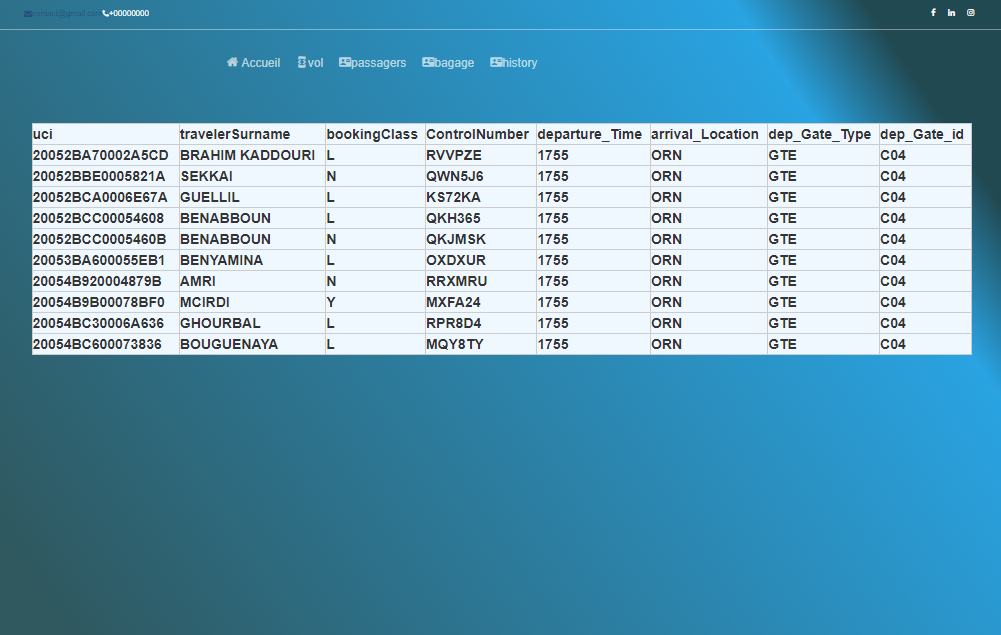 contact@gmail.com +00000000
Accueil vol passagers bagage history
uci travelerSurname bookingClass ControlNumber departure_Time arrival_Location dep_Gate_Type dep_Gate_id
20052BA70002A5CD BRAHIM KADDOURI L RVVPZE 1755 ORN GTE C04
20052BBE0005821A SEKKAI N QWN5J6 1755 ORN GTE C04
20052BCA0006E67A GUELLIL L KS72KA 1755 ORN GTE C04
20052BCC00054608 BENABBOUN L QKH365 1755 ORN GTE C04
20052BCC0005460B BENABBOUN N QKJMSK 1755 ORN GTE C04
20053BA600055EB1 BENYAMINA L OXDXUR 1755 ORN GTE C04
20054B920004879B AMRI N RRXMRU 1755 ORN GTE C04
20054B9B00078BF0 MCIRDI Y MXFA24 1755 ORN GTE C04
20054BC30006A636 GHOURBAL L RPR8D4 1755 ORN GTE C04
20054BC600073836 BOUGUENAYA L MQY8TY 1755 ORN GTE C04